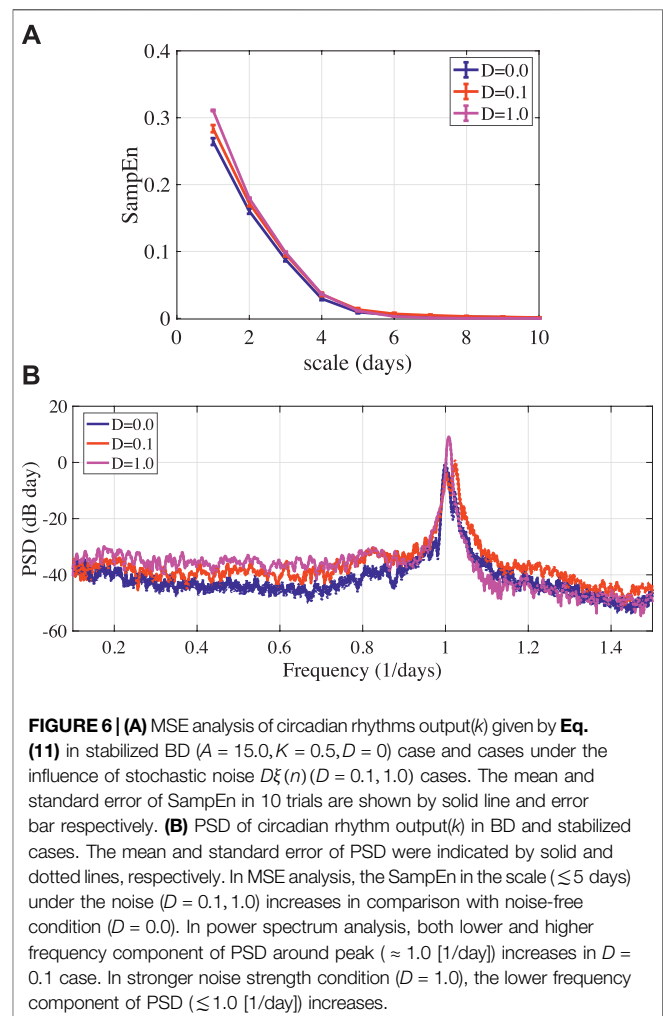 A
0.4
0.3
0.2
0.1
0
SampEn
D=0.0
D=0.1
D=1.0
0 2 4 6 8 10
scale (days)
B
20
0
-20
-40
-60
PSD (dB day)
D=0.0
D=0.1
D=1.0
0.2 0.4 0.6 0.8 1 1.2 1.4
Frequency (1/days)
FIGURE 6 | (A) MSE analysis of circadian rhythms output(k) given by Eq.
(11) in stabilized BD (A = 15.0, K = 0.5, D = 0) case and cases under the
influence of stochastic noise Dξ(n) (D = 0.1, 1.0) cases. The mean and
standard error of SampEn in 10 trials are shown by solid line and error
bar respectively. (B) PSD of circadian rhythm output(k) in BD and stabilized
cases. The mean and standard error of PSD were indicated by solid and
dotted lines, respectively. In MSE analysis, the SampEn in the scale (≲5 days)
under the noise (D = 0.1, 1.0) increases in comparison with noise-free
condition (D = 0.0). In power spectrum analysis, both lower and higher
frequency component of PSD around peak (≈ 1.0 [1/day]) increases in D =
0.1 case. In stronger noise strength condition (D = 1.0), the lower frequency
component of PSD (≲1.0 [1/day]) increases.